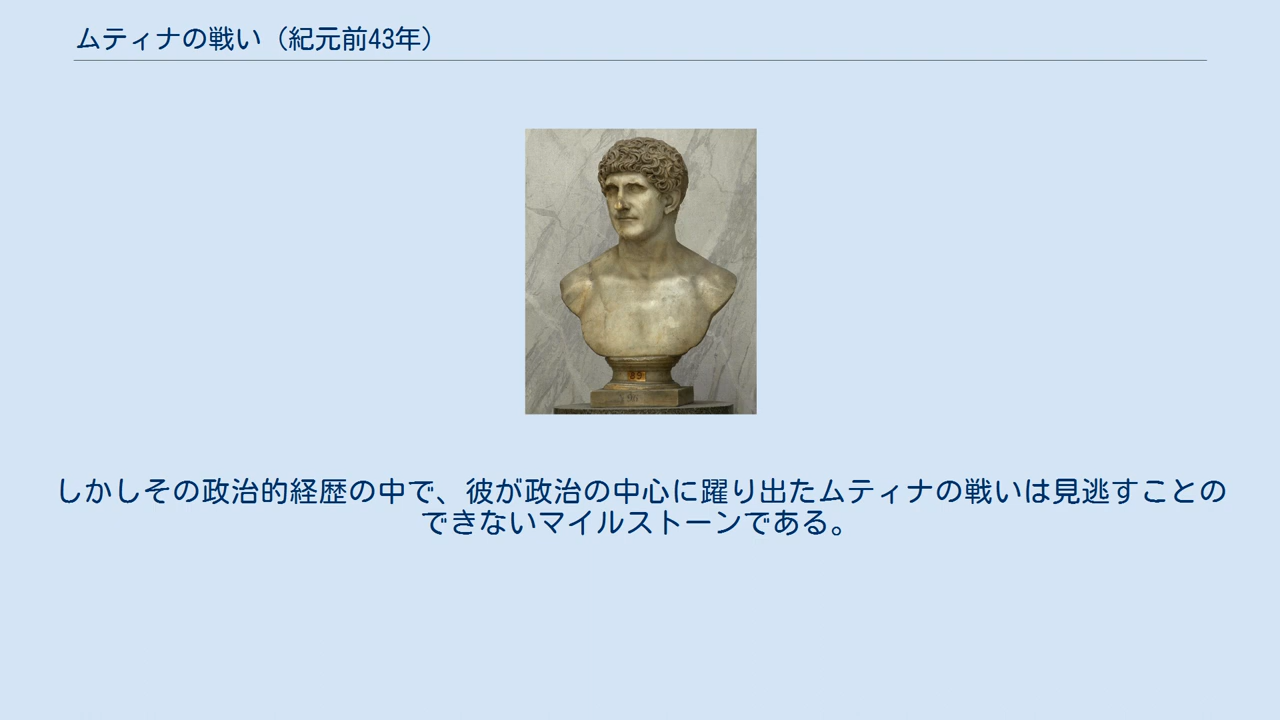 ムティナの戦い（紀元前43年）
しかしその政治的経歴の中で、彼が政治の中心に躍り出たムティナの戦いは見逃すことの
できないマイルストーンである。